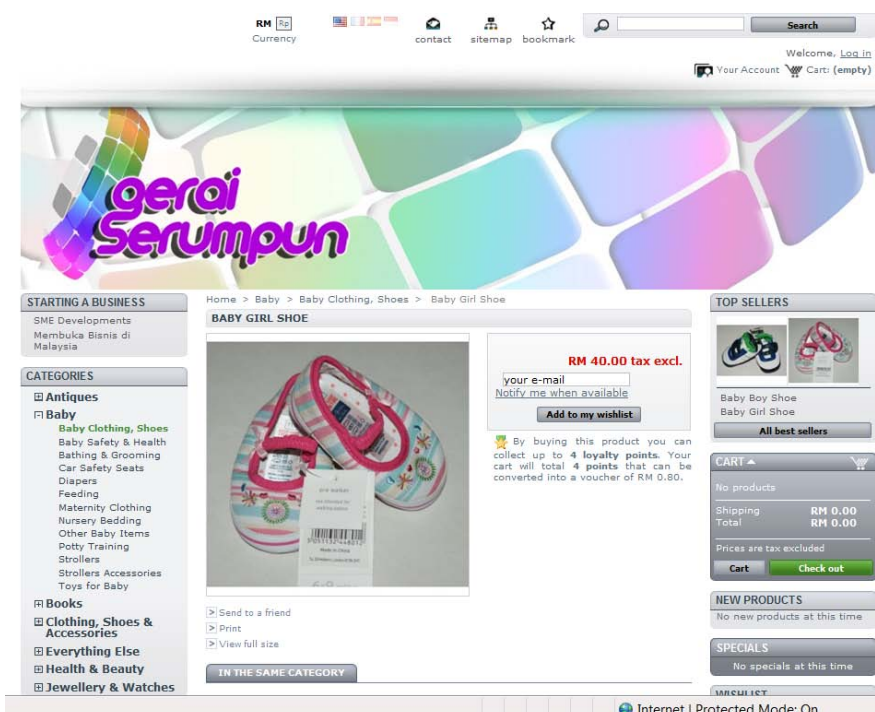 RM Rp
Currency
contact
sitemap
bookmark
Search
Welcome, Log in
Your Account Cart: (empty)
gerai
Serumpun
STARTING A BUSINESS
SME Developments
Membuka Bisnis di
Malaysia
CATEGORIES
Antiques
Baby
Baby Clothing, Shoes
Baby Safety & Health
Bathing & Grooming
Car Safety Seats
Diapers
Feeding
Maternity Clothing
Nursery Bedding
Other Baby Items
Potty Training
Strollers
Strollers Accessories
Toys for Baby
Books
Clothing, Shoes &
Accessories
Everything Else
Health & Beauty
Jewellery & Watches
Home > Baby > Baby Clothing, Shoes > Baby Girl Shoe
BABY GIRL SHOE
pre walker
Made in China
RM 40.00 tax excl.
your e-mail
Notify me when available
Add to my wishlist
By buying this product you can
collect up to 4 loyalty points. Your
cart will total 4 points that can be
converted into a voucher of RM 0.80.
> Send to a friend
> Print
> View full size
IN THE SAME CATEGORY
TOP SELLERS
Baby Boy Shoe
Baby Girl Shoe
All best sellers
CART
No products
Shipping RM 0.00
Total RM 0.00
Prices are tax excluded
Cart Check out
NEW PRODUCTS
No new products at this time
SPECIALS
No specials at this time
WISHLIST
Internet | Protected Mode: On